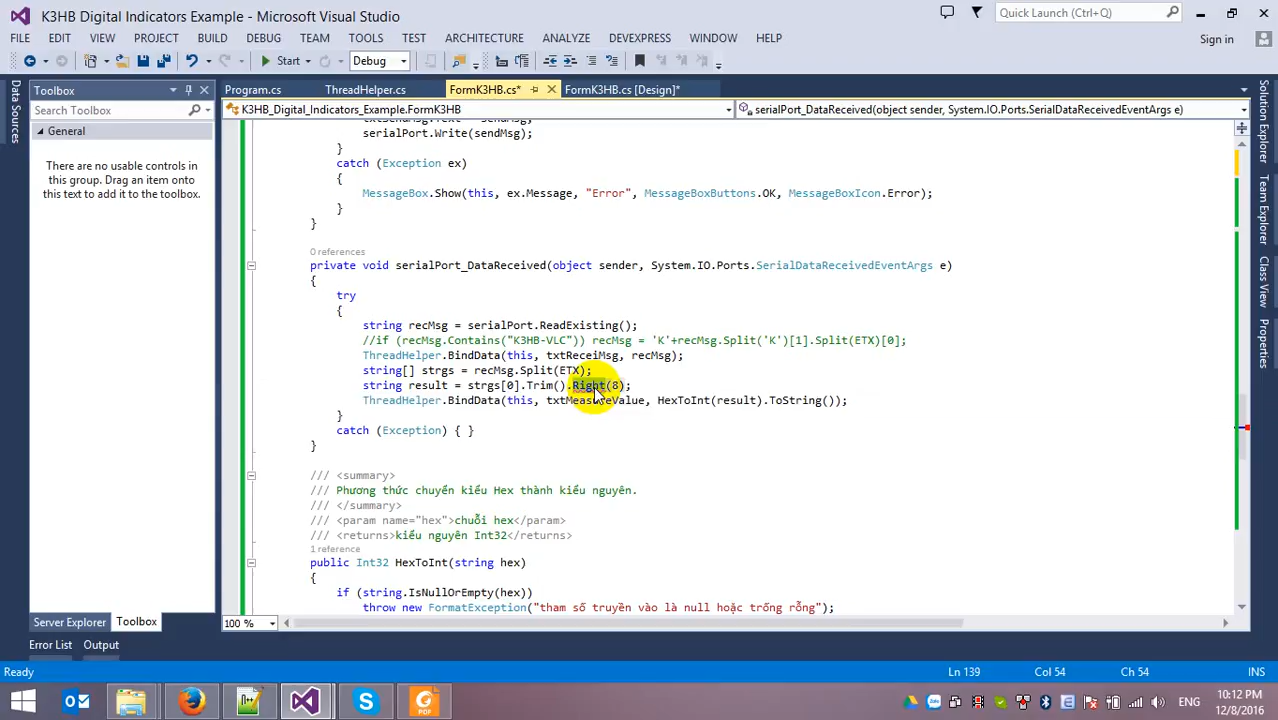 K3HB Digital Indicators Example - Microsoft Visual Studio
Quick Launch (Ctrl+Q)
FILE EDIT VIEW PROJECT BUILD DEBUG TEAM TOOLS TEST ARCHITECTURE ANALYZE DEVEXPRESS WINDOW HELP
Sign in
Start Debug
Data Sources
Toolbox
Search Toolbox
General
There are no usable controls in
this group. Drag an item onto
this text to add it to the toolbox.
Server Explorer Toolbox
Program.cs ThreadHelper.cs FormK3HB.cs* FormK3HB.cs [Design]*
K3HB_Digital_Indicators_Example.FormK3HB
serialPort_DataReceived(object sender, System.IO.Ports.SerialDataReceivedEventArgs e)
serialPort.Write(sendMsg);
}
catch (Exception ex)
{
MessageBox.Show(this, ex.Message, "Error", MessageBoxButtons.OK, MessageBoxIcon.Error);
}
}
0 references
private void serialPort_DataReceived(object sender, System.IO.Ports.SerialDataReceivedEventArgs e)
{
try
{
string recMsg = serialPort.ReadExisting();
//if (recMsg.Contains("K3HB-VLC")) recMsg = 'K'+recMsg.Split('K')[1].Split(ETX)[0];
ThreadHelper.BindData(this, txtReceiMsg, recMsg);
string[] strgs = recMsg.Split(ETX);
string result = strgs[0].Trim().Right(8);
ThreadHelper.BindData(this, txtMeasureValue, HexToInt(result).ToString());
}
catch (Exception) { }
}
/// <summary>
/// Phương thức chuyển kiểu Hex thành kiểu nguyên.
/// </summary>
/// <param name="hex">chuỗi hex</param>
/// <returns>kiểu nguyên Int32</returns>
1 reference
public Int32 HexToInt(string hex)
{
if (string.IsNullOrEmpty(hex))
throw new FormatException("tham số truyền vào là null hoặc trống rỗng");
100 %
Solution Explorer
Team Explorer
Class View
Properties
Error List Output
Ready
Ln 139 Col 54 Ch 54 INS
ENG
10:12 PM
12/8/2016